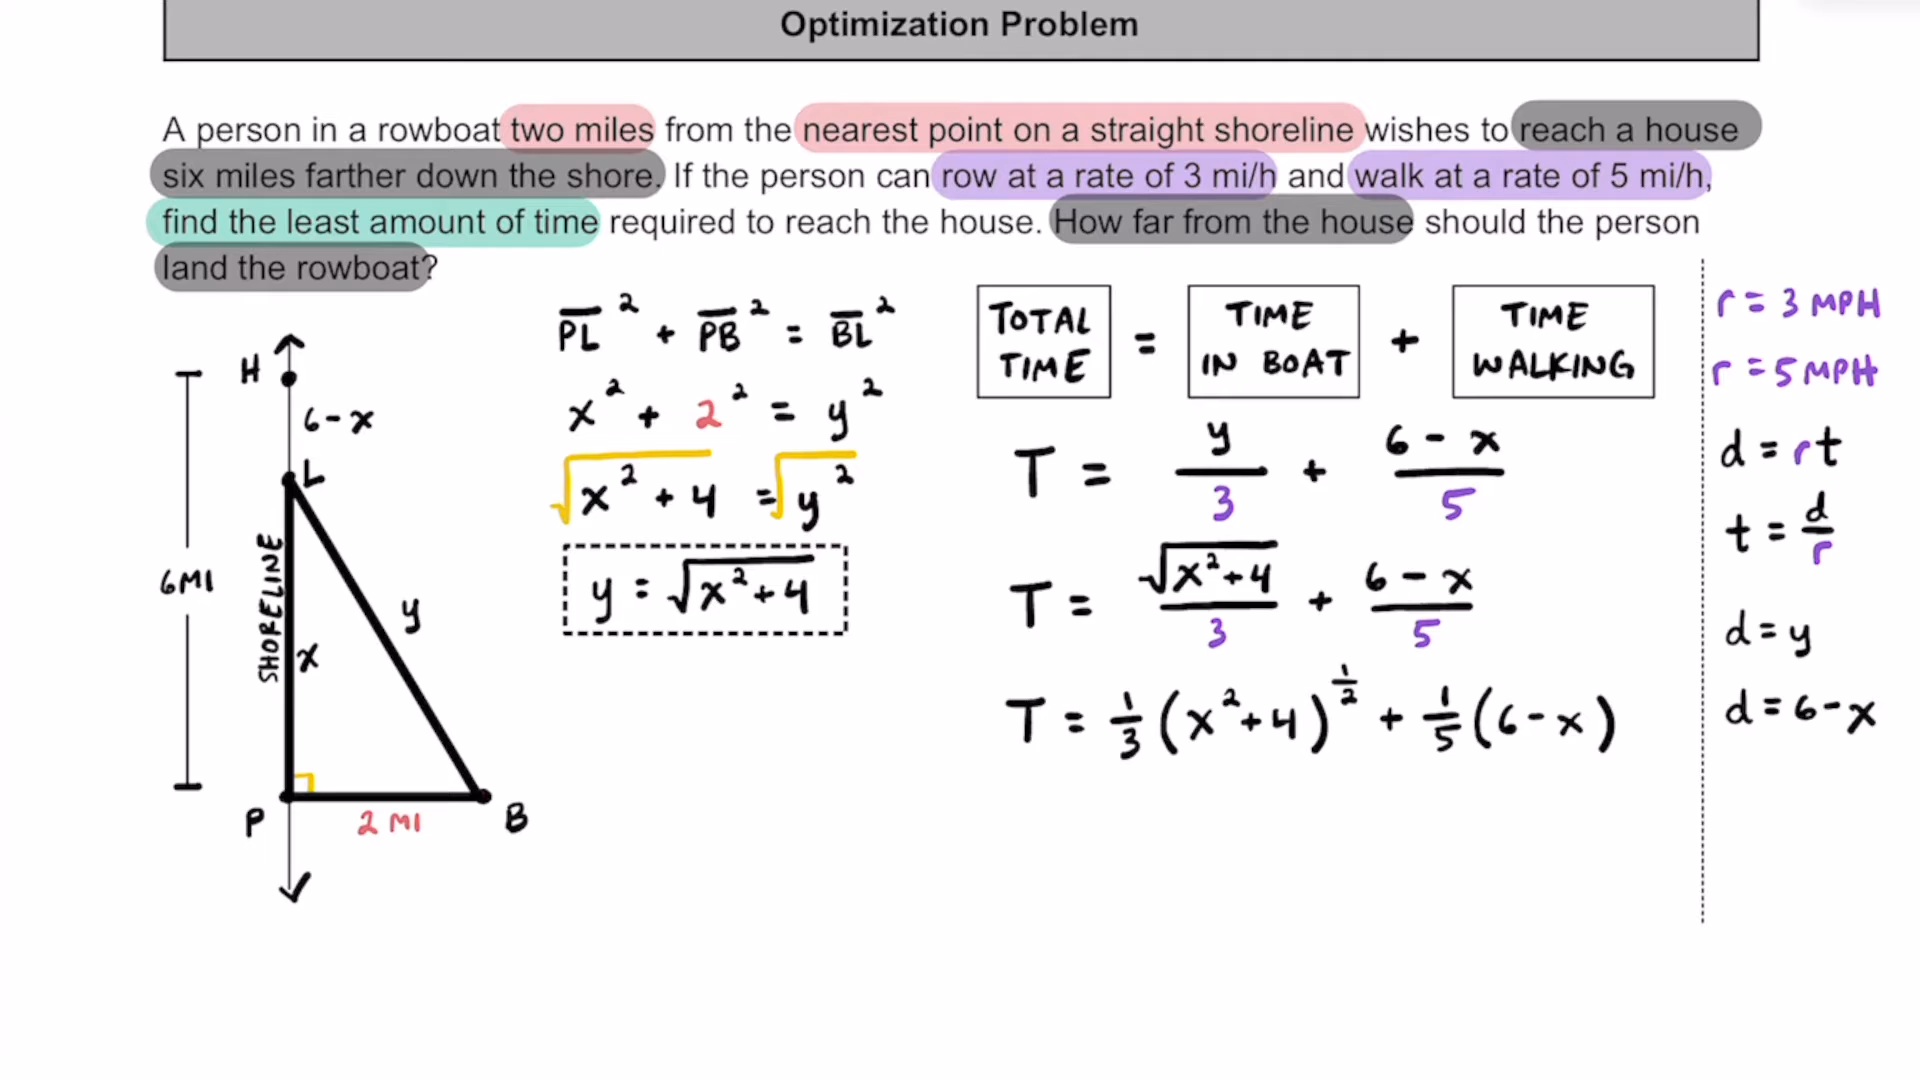 Optimization Problem
A person in a rowboat two miles from the nearest point on a straight shoreline wishes to reach a house
six miles farther down the shore. If the person can row at a rate of 3 mi/h and walk at a rate of 5 mi/h,
find the least amount of time required to reach the house. How far from the house should the person
land the rowboat?
H
6-x
L
6MI
SHORELINE
x
y
P
2 MI
B
P̅L̅² + P̅B̅² = B̅L̅²
x² + 2² = y²
√x² + 4 = √y²
y = √x²+4
TOTAL TIME = TIME IN BOAT + TIME WALKING
T = y/3 + 6-x/5
T = √x²+4/3 + 6-x/5
T = 1/3 (x²+4)^1/2 + 1/5 (6-x)
r = 3 MPH
r = 5 MPH
d = rt
t = d/r
d = y
d = 6-x